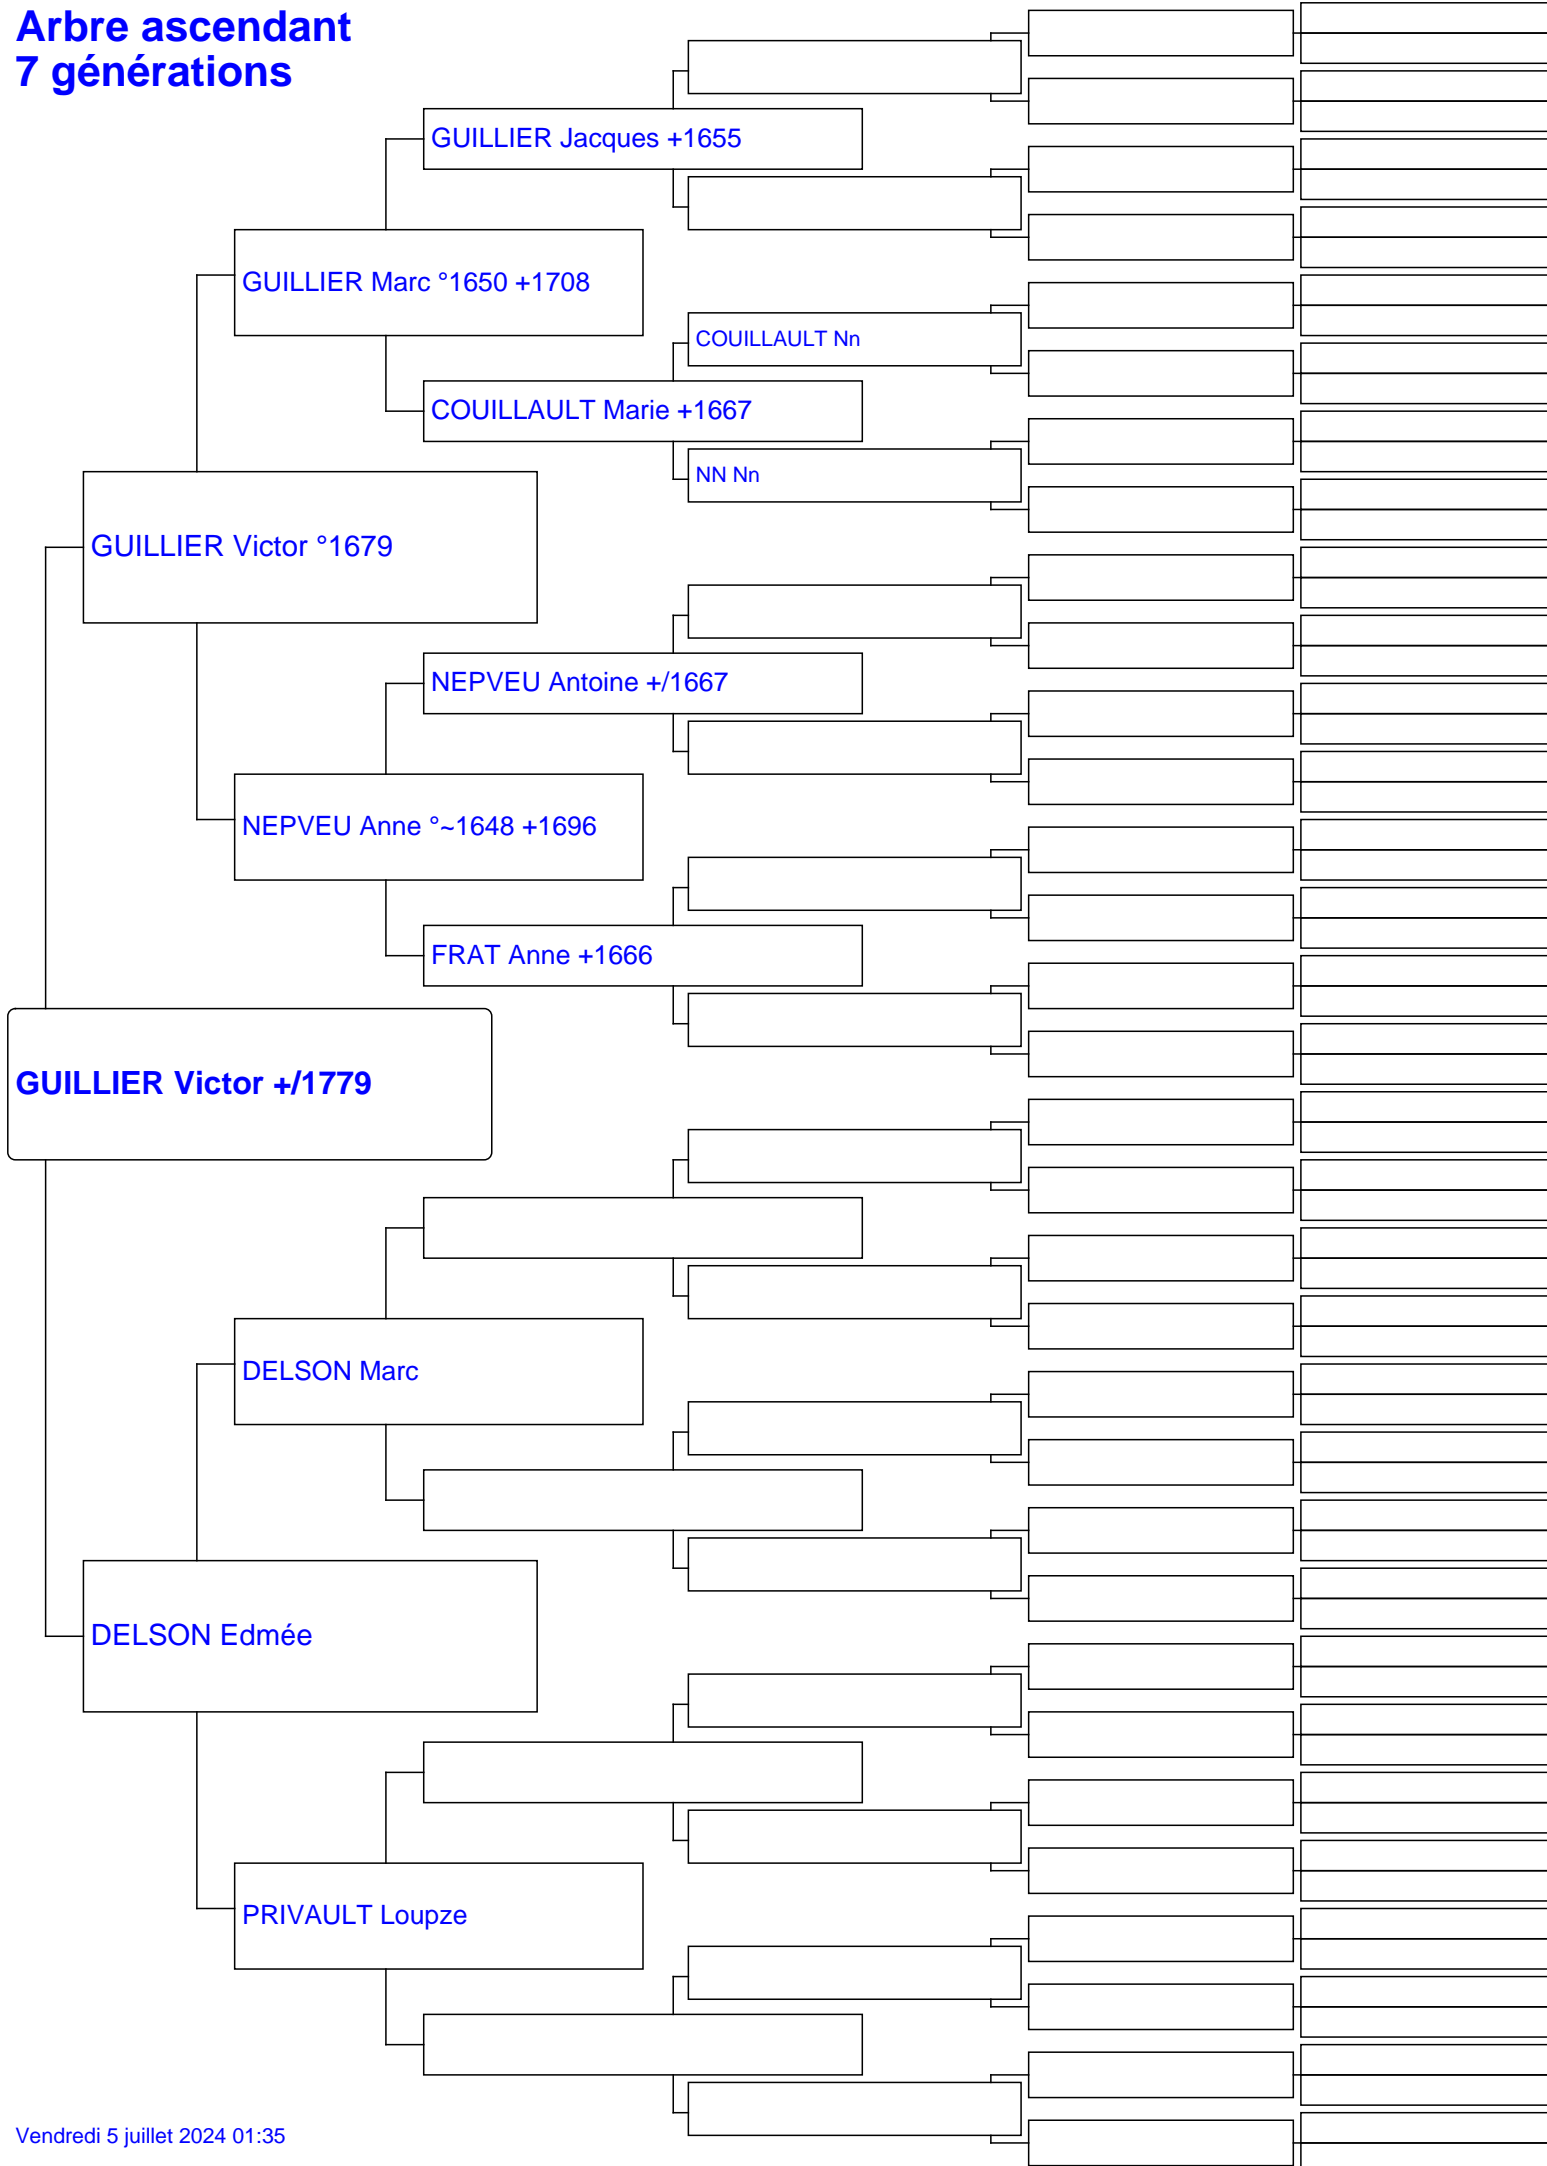 Arbre ascendant
7 générations
GUILLIER Jacques +1655
GUILLIER Marc °1650 +1708
COUILLAULT Nn
COUILLAULT Marie +1667
NN Nn
GUILLIER Victor °1679
NEPVEU Antoine +/1667
NEPVEU Anne °~1648 +1696
FRAT Anne +1666
GUILLIER Victor +/1779
DELSON Marc
DELSON Edmée
PRIVAULT Loupze
Vendredi 5 juillet 2024 01:35